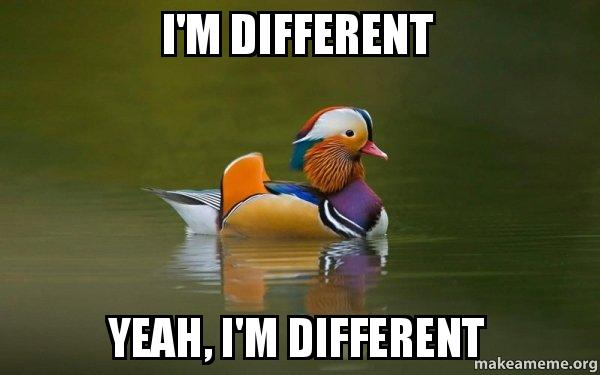 I'M DIFFERENT
YEAH, I'M DIFFERENT
makeameme.org